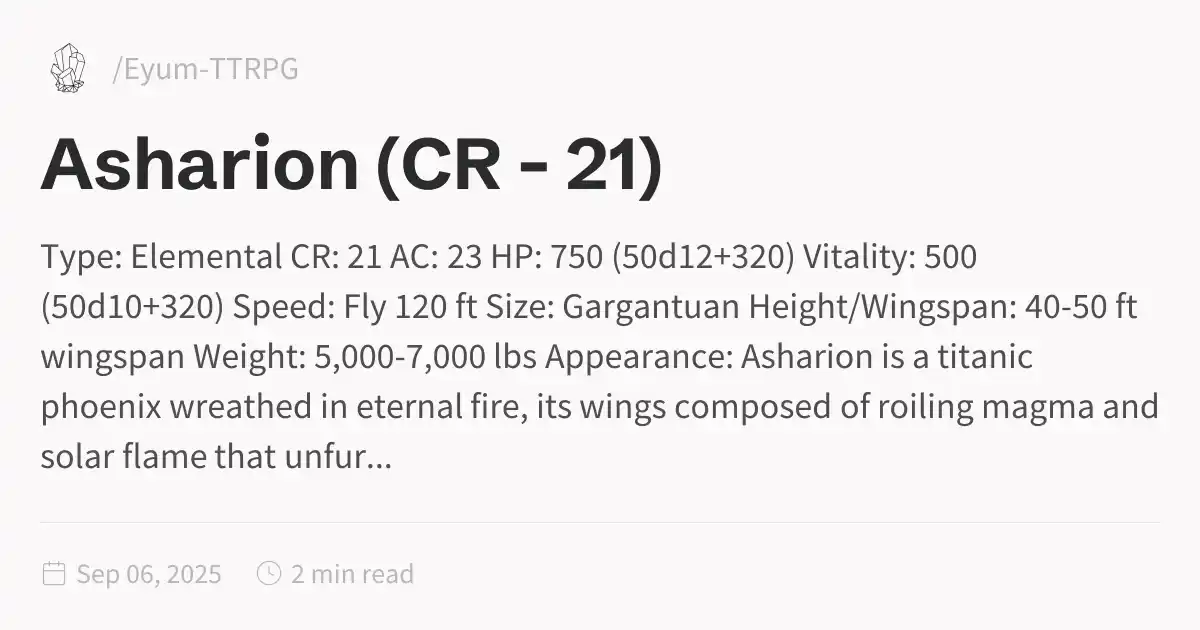 /Eyum-TTRPG
Asharion (CR - 21)
Type: Elemental CR: 21 AC: 23 HP: 750 (50d12+320) Vitality: 500
(50d10+320) Speed: Fly 120 ft Size: Gargantuan Height/Wingspan: 40-50 ft
wingspan Weight: 5,000-7,000 lbs Appearance: Asharion is a titanic
phoenix wreathed in eternal fire, its wings composed of roiling magma and
solar flame that unfur...
Sep 06, 2025 2 min read